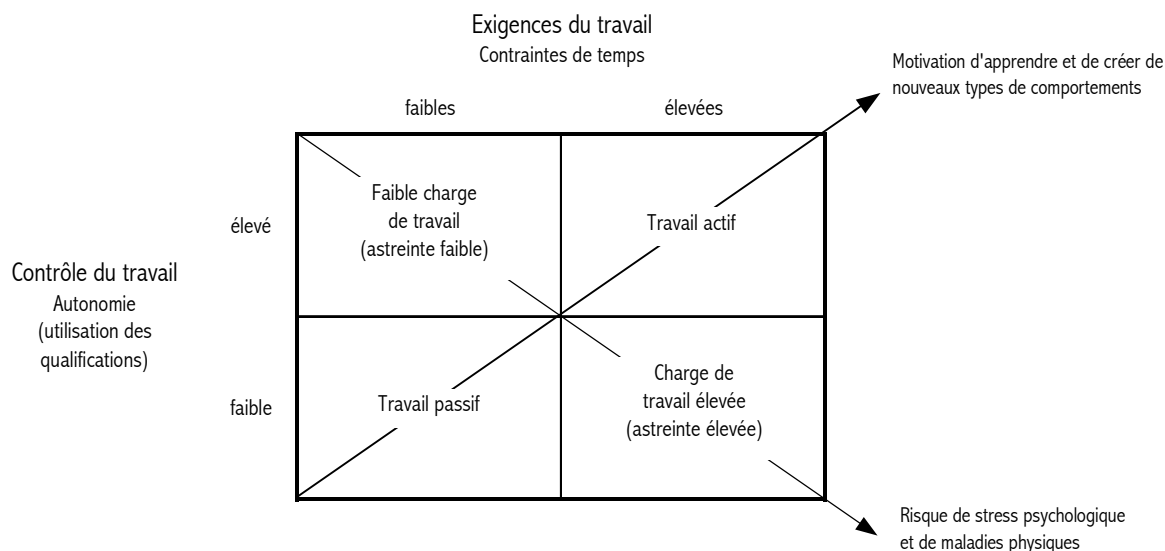 Exigences du travail
Contraintes de temps
Motivation d'apprendre et de créer de
nouveaux types de comportements
faibles
élevées
élevé
Faible charge
de travail
(astreinte faible)
Travail actif
Contrôle du travail
Autonomie
(utilisation des
qualifications)
faible
Travail passif
Charge de
travail élevée
(astreinte élevée)
Risque de stress psychologique
et de maladies physiques